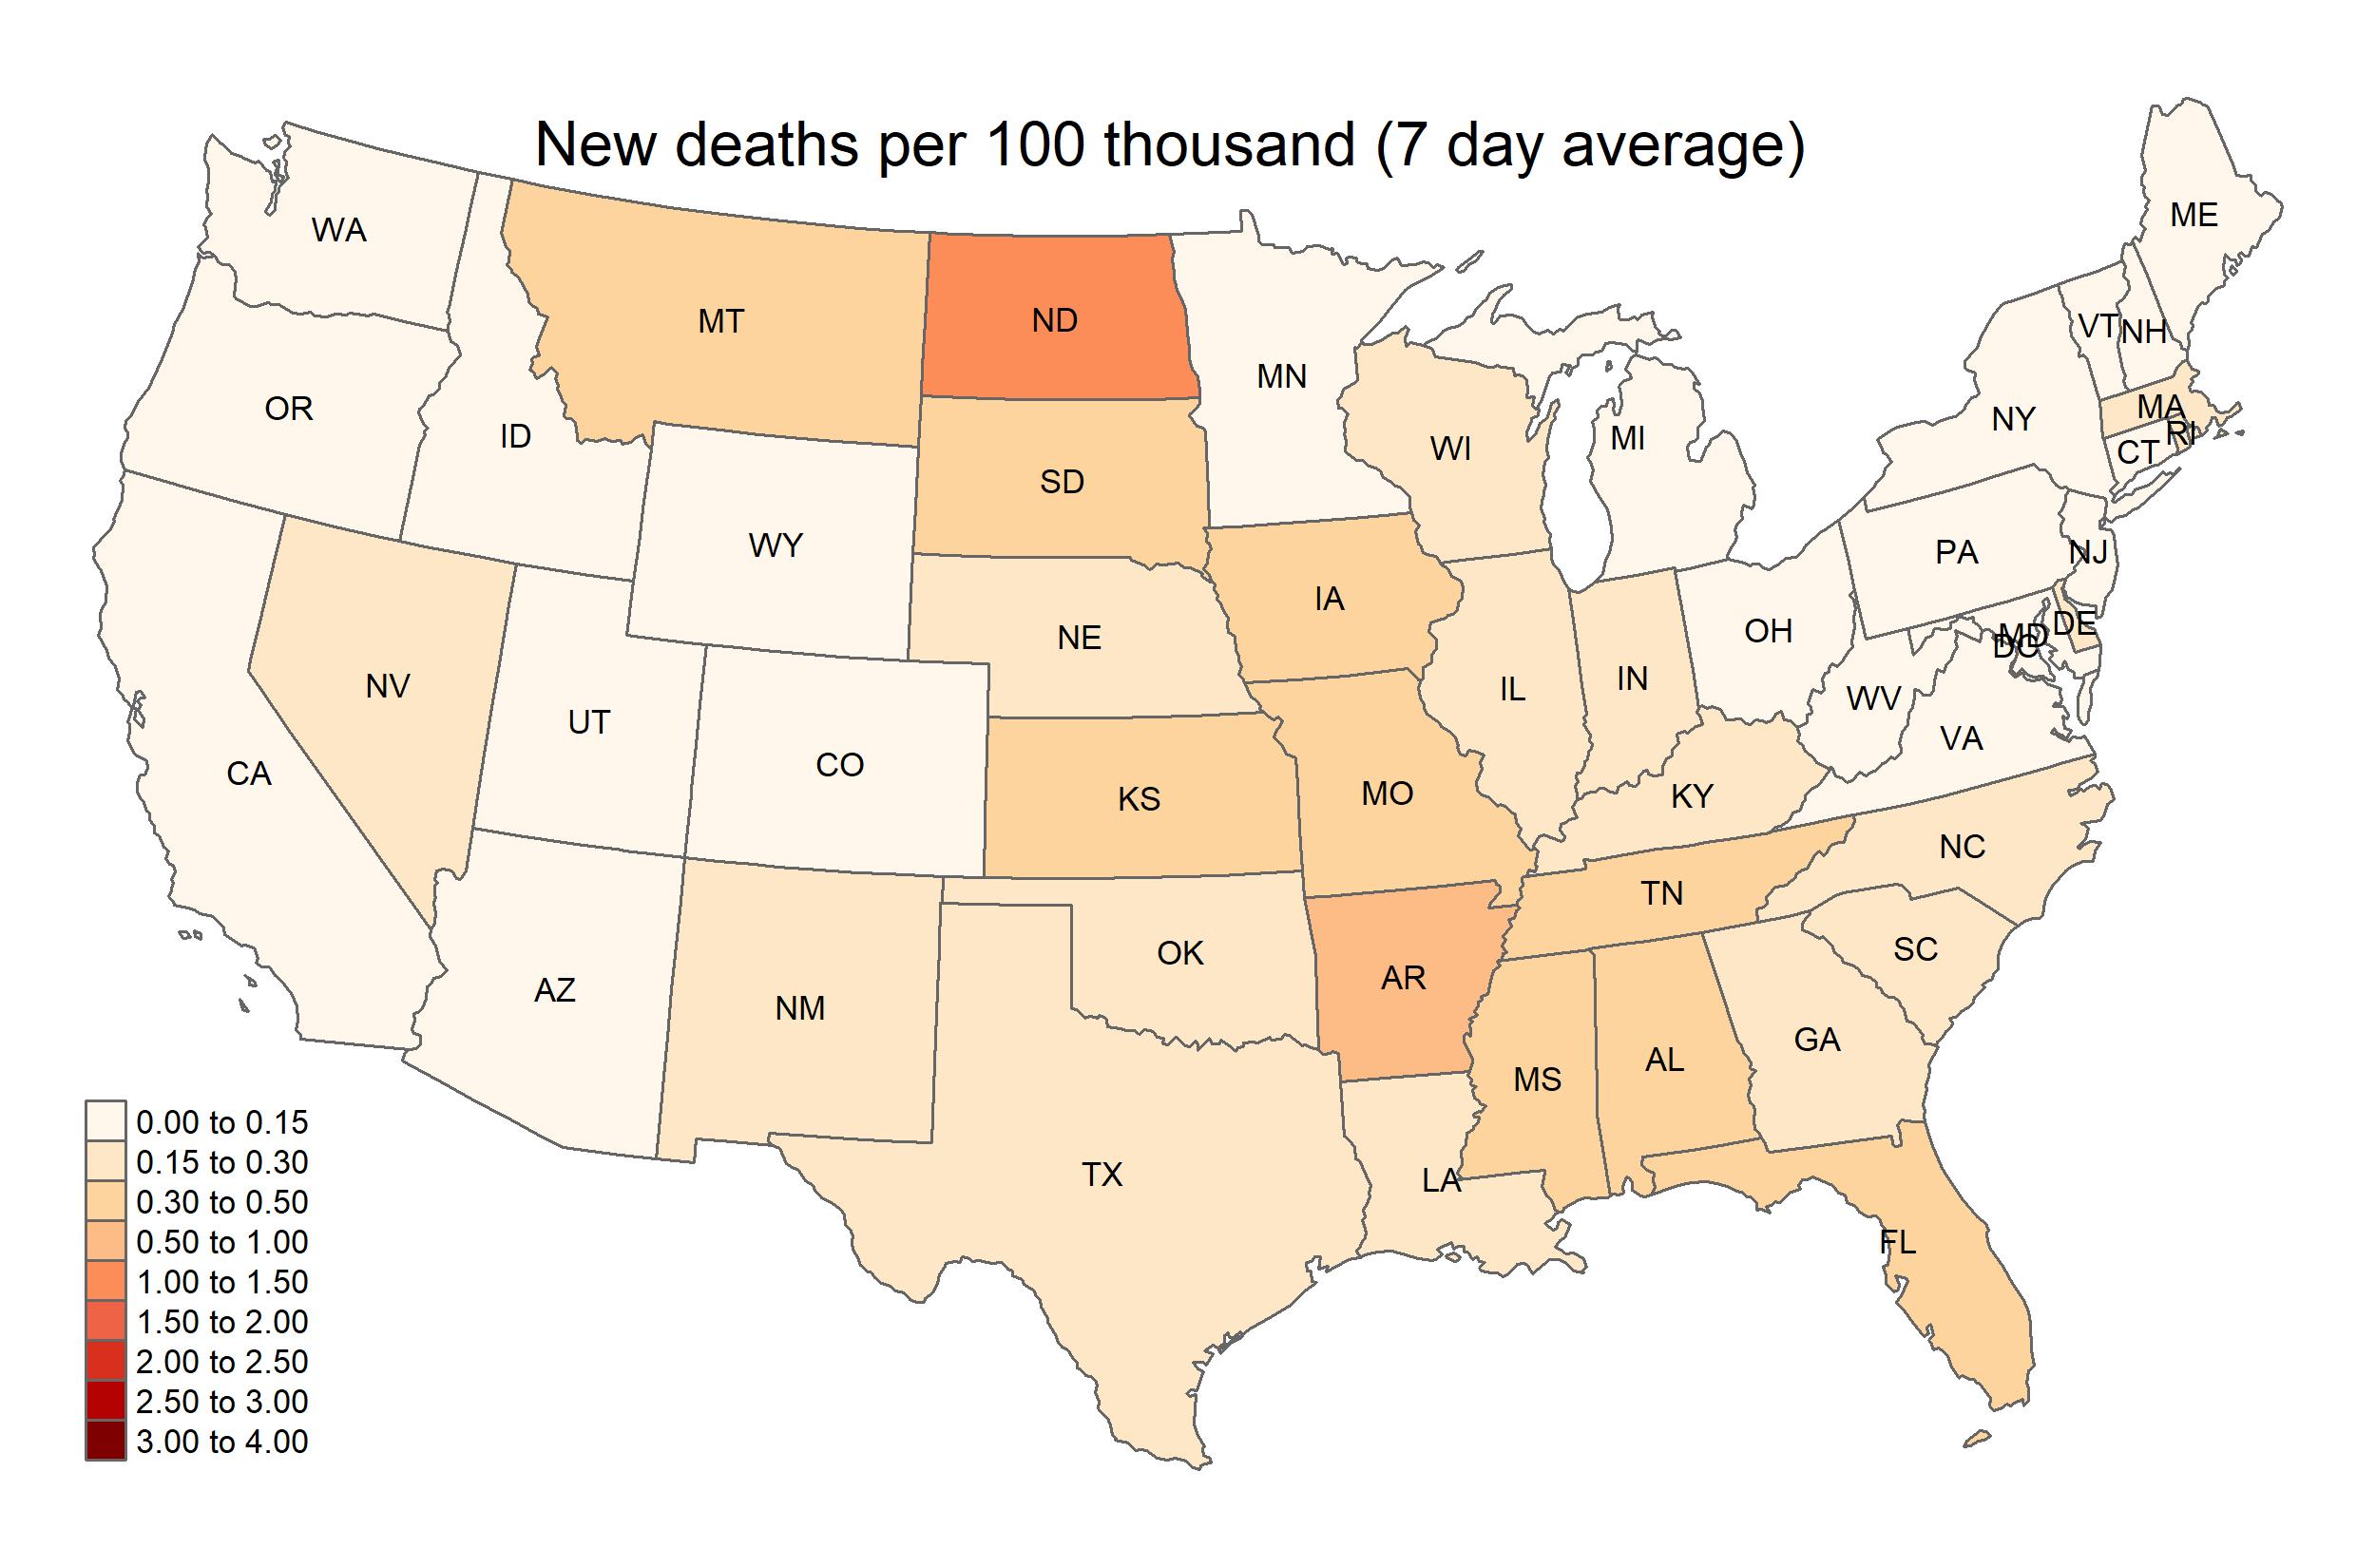 New deaths per 100 thousand (7 day average)
ME
WA
MT
ND
VT
NH
MN
OR
ID
MI
NY
MA
RI
WI
CT
SD
WY
PA
NJ
IA
NE
OH
MD
DE
DC
NV
IL
IN
WV
UT
VA
CO
CA
KS
MO
KY
NC
TN
SC
OK
AR
AZ
NM
GA
MS
AL
TX
LA
FL
0.00 to 0.15
0.15 to 0.30
0.30 to 0.50
0.50 to 1.00
1.00 to 1.50
1.50 to 2.00
2.00 to 2.50
2.50 to 3.00
3.00 to 4.00